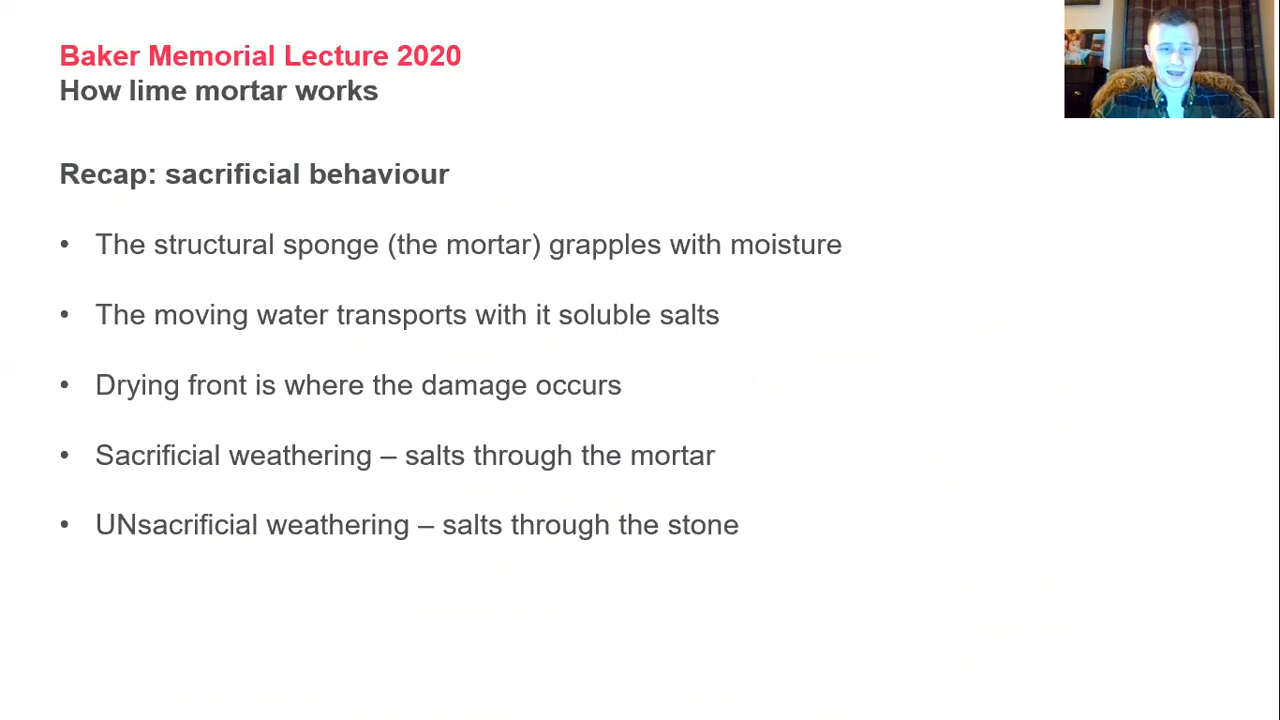 Baker Memorial Lecture 2020
How lime mortar works
Recap: sacrificial behaviour
• The structural sponge (the mortar) grapples with moisture
• The moving water transports with it soluble salts
• Drying front is where the damage occurs
• Sacrificial weathering – salts through the mortar
• UNsacrificial weathering – salts through the stone